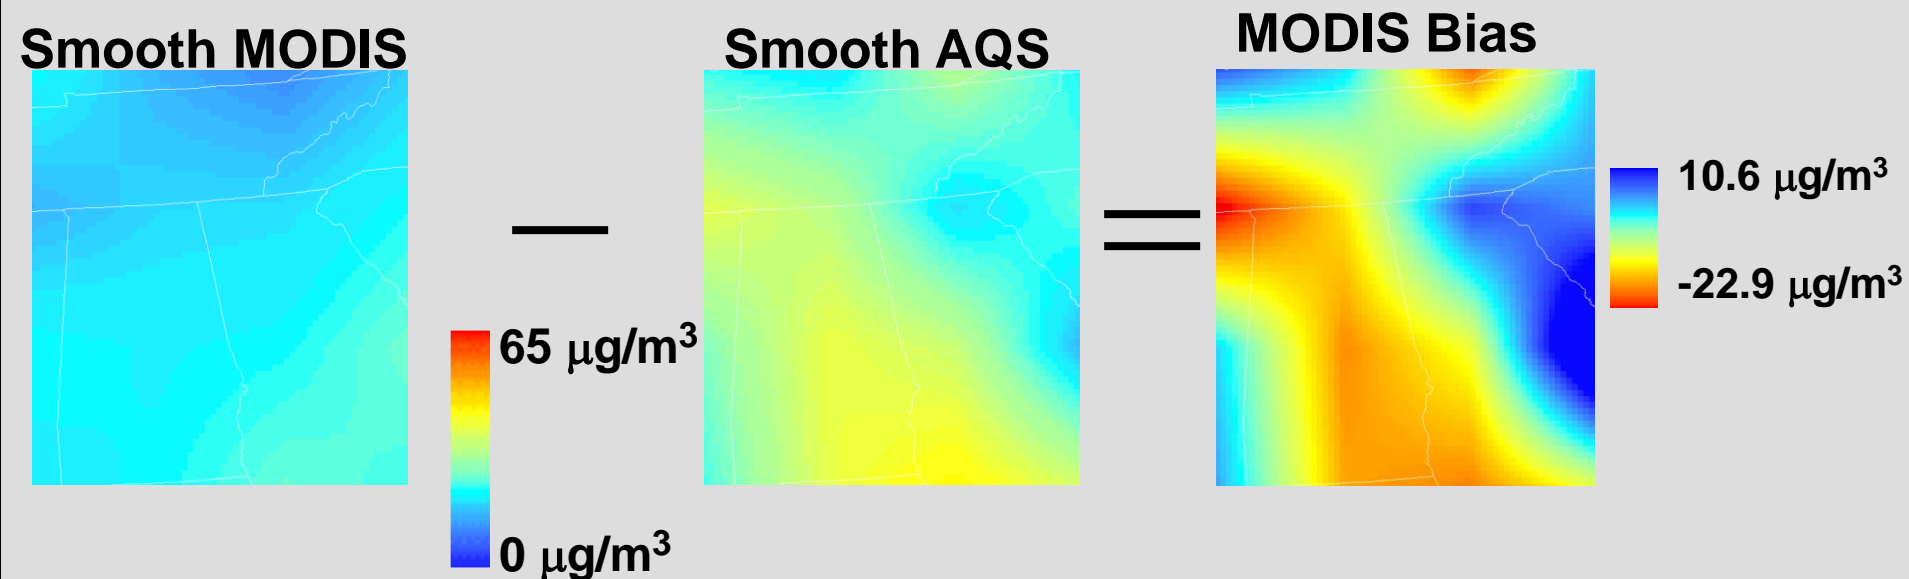 Smooth MODIS
Smooth AQS
MODIS Bias
65 μg/m³
0 μg/m³
10.6 μg/m³
-22.9 μg/m³